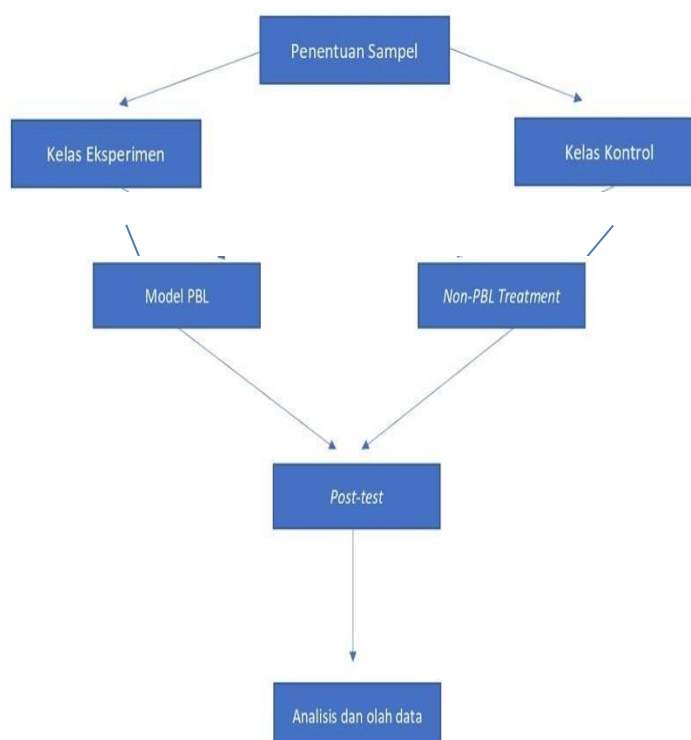 Penentuan Sampel
Kelas Eksperimen
Kelas Kontrol
Model PBL
Non-PBL Treatment
Post-test
Analisis dan olah data